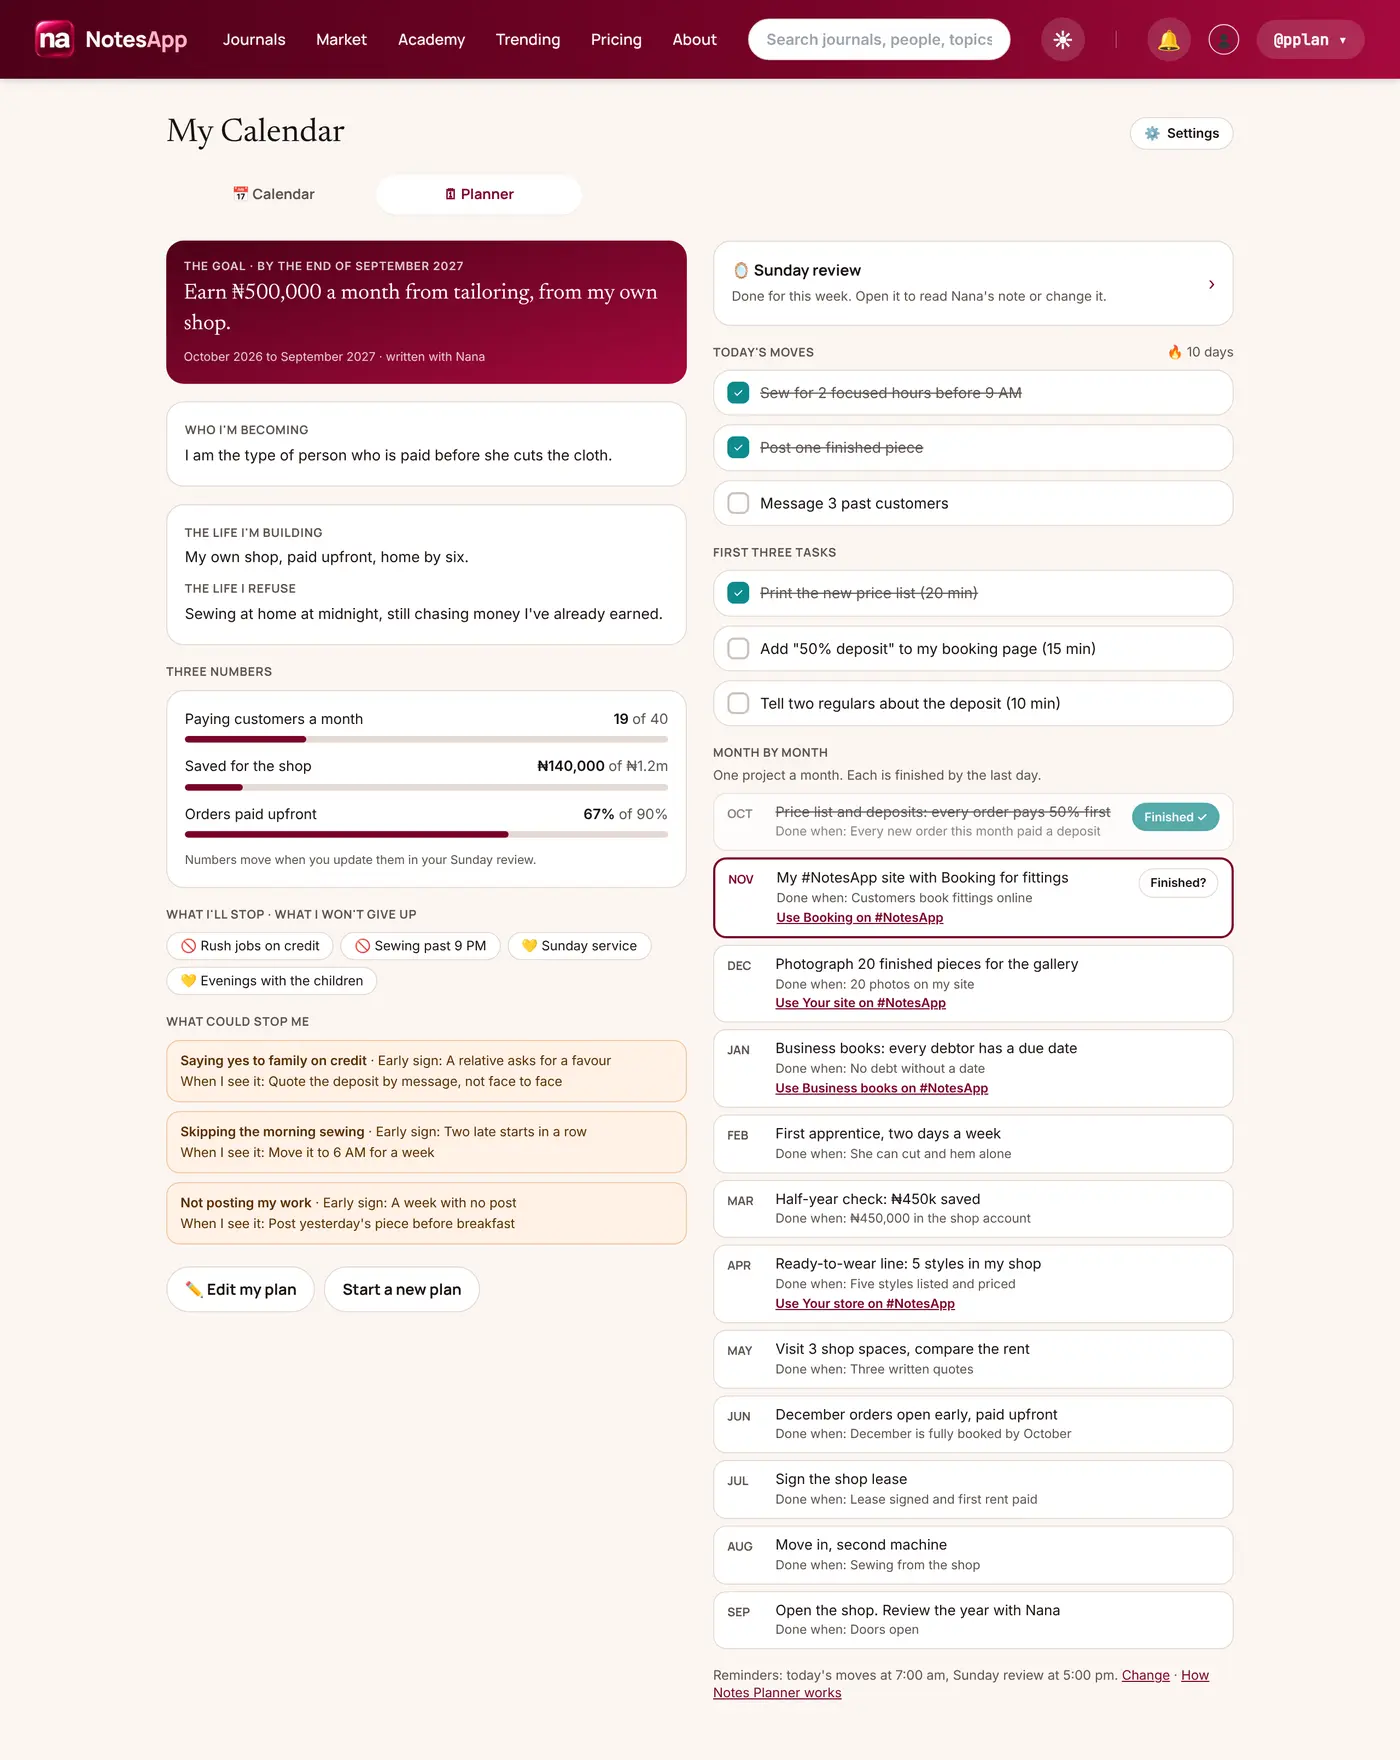 na NotesApp
Journals
Market
Academy
Trending
Pricing
About
Search journals, people, topics
@pplan ▾
My Calendar
⚙️ Settings
📅 Calendar
Planner
THE GOAL · BY THE END OF SEPTEMBER 2027
Earn ₦500,000 a month from tailoring, from my own
shop.
October 2026 to September 2027 · written with Nana
WHO I'M BECOMING
I am the type of person who is paid before she cuts the cloth.
THE LIFE I'M BUILDING
My own shop, paid upfront, home by six.
THE LIFE I REFUSE
Sewing at home at midnight, still chasing money I've already earned.
THREE NUMBERS
Paying customers a month 19 of 40
Saved for the shop ₦140,000 of ₦1.2m
Orders paid upfront 67% of 90%
Numbers move when you update them in your Sunday review.
WHAT I'LL STOP · WHAT I WON'T GIVE UP
🚫 Rush jobs on credit
🚫 Sewing past 9 PM
💛 Sunday service
💛 Evenings with the children
WHAT COULD STOP ME
Saying yes to family on credit · Early sign: A relative asks for a favour
When I see it: Quote the deposit by message, not face to face
Skipping the morning sewing · Early sign: Two late starts in a row
When I see it: Move it to 6 AM for a week
Not posting my work · Early sign: A week with no post
When I see it: Post yesterday's piece before breakfast
✏️ Edit my plan
Start a new plan
🪞 Sunday review
Done for this week. Open it to read Nana's note or change it.
TODAY'S MOVES 🔥 10 days
Sew for 2 focused hours before 9 AM
Post one finished piece
Message 3 past customers
FIRST THREE TASKS
Print the new price list (20 min)
Add "50% deposit" to my booking page (15 min)
Tell two regulars about the deposit (10 min)
MONTH BY MONTH
One project a month. Each is finished by the last day.
OCT Price list and deposits: every order pays 50% first Finished ✓
Done when: Every new order this month paid a deposit
NOV My #NotesApp site with Booking for fittings Finished?
Done when: Customers book fittings online
Use Booking on #NotesApp
DEC Photograph 20 finished pieces for the gallery
Done when: 20 photos on my site
Use Your site on #NotesApp
JAN Business books: every debtor has a due date
Done when: No debt without a date
Use Business books on #NotesApp
FEB First apprentice, two days a week
Done when: She can cut and hem alone
MAR Half-year check: ₦450k saved
Done when: ₦450,000 in the shop account
APR Ready-to-wear line: 5 styles in my shop
Done when: Five styles listed and priced
Use Your store on #NotesApp
MAY Visit 3 shop spaces, compare the rent
Done when: Three written quotes
JUN December orders open early, paid upfront
Done when: December is fully booked by October
JUL Sign the shop lease
Done when: Lease signed and first rent paid
AUG Move in, second machine
Done when: Sewing from the shop
SEP Open the shop. Review the year with Nana
Done when: Doors open
Reminders: today's moves at 7:00 am, Sunday review at 5:00 pm. Change · How
Notes Planner works